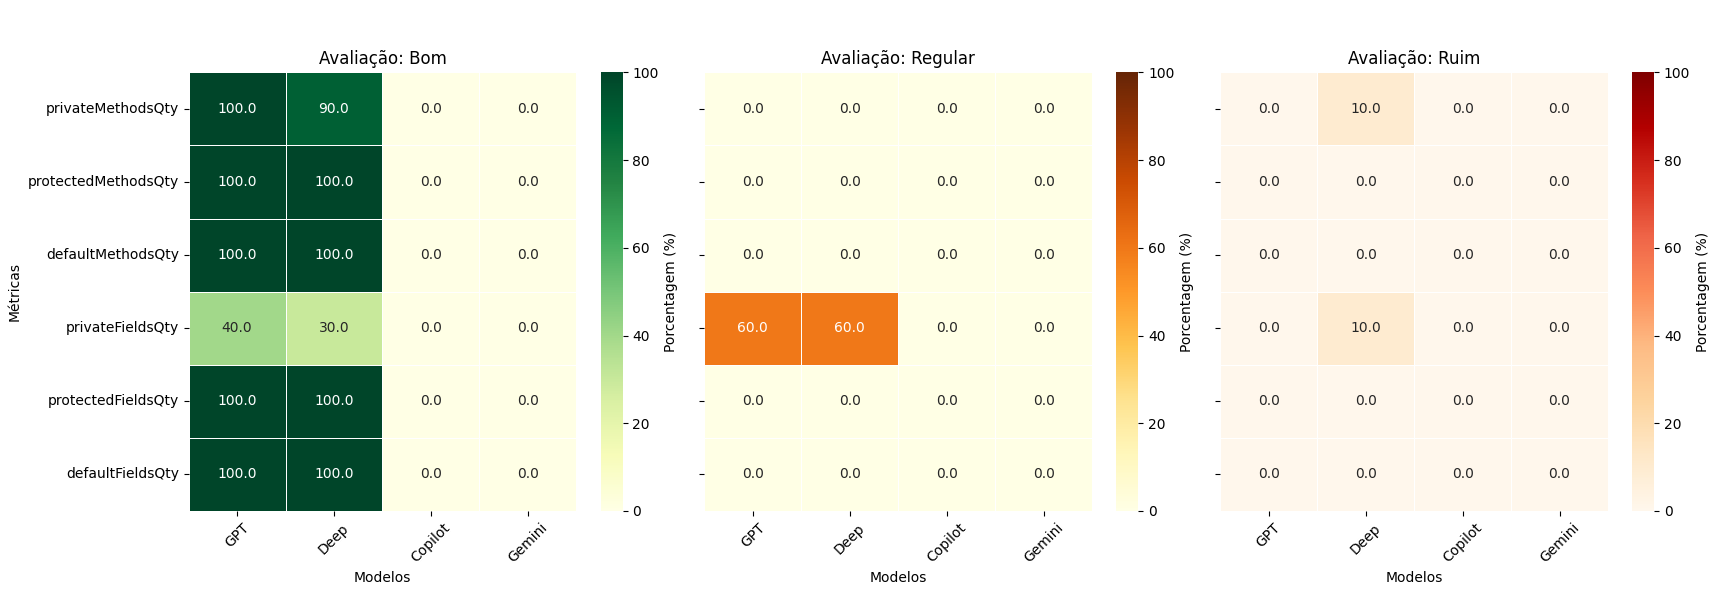 Avaliação: Bom
Avaliação: Regular
Avaliação: Ruim
Métricas
privateMethodsQty
100.0 90.0 0.0 0.0
protectedMethodsQty
100.0 100.0 0.0 0.0
defaultMethodsQty
100.0 100.0 0.0 0.0
privateFieldsQty
40.0 30.0 0.0 0.0
protectedFieldsQty
100.0 100.0 0.0 0.0
defaultFieldsQty
100.0 100.0 0.0 0.0
GPT Deep Copilot Gemini
Modelos
100
80
60
40
20
0
Porcentagem (%)
0.0 0.0 0.0 0.0
0.0 0.0 0.0 0.0
0.0 0.0 0.0 0.0
60.0 60.0 0.0 0.0
0.0 0.0 0.0 0.0
0.0 0.0 0.0 0.0
GPT Deep Copilot Gemini
Modelos
100
80
60
40
20
0
Porcentagem (%)
0.0 10.0 0.0 0.0
0.0 0.0 0.0 0.0
0.0 0.0 0.0 0.0
0.0 10.0 0.0 0.0
0.0 0.0 0.0 0.0
0.0 0.0 0.0 0.0
GPT Deep Copilot Gemini
Modelos
100
80
60
40
20
0
Porcentagem (%)